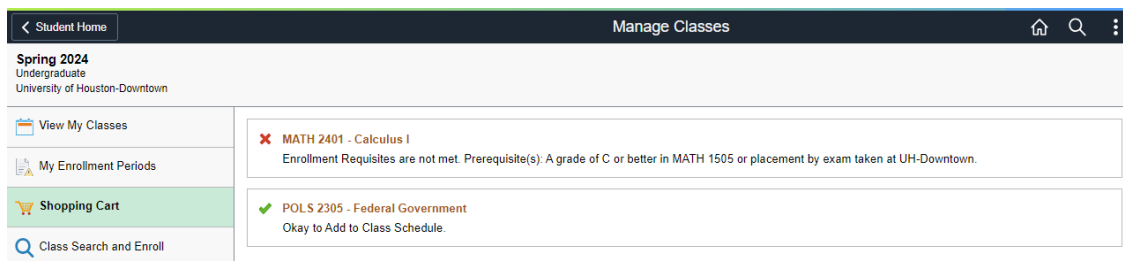 Student Home
Manage Classes
Spring 2024
Undergraduate
University of Houston-Downtown
View My Classes
My Enrollment Periods
Shopping Cart
Class Search and Enroll
MATH 2401 - Calculus I
Enrollment Requisites are not met. Prerequisite(s): A grade of C or better in MATH 1505 or placement by exam taken at UH-Downtown.
POLS 2305 - Federal Government
Okay to Add to Class Schedule.